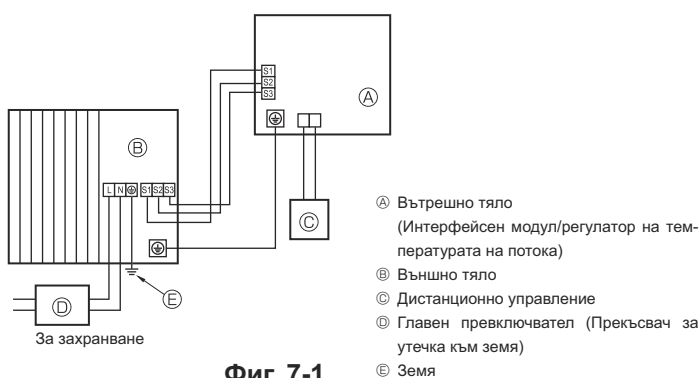 S1
S2
S3
Ⓐ
Ⓑ
L N S1 S2 S3
Ⓒ
Ⓓ
Ⓔ
За захранване
Фиг. 7-1
Ⓐ Вътрешно тяло
(Интерфейсен модул/регулатор на тем-
пературата на потока)
Ⓑ Външно тяло
Ⓒ Дистанционно управление
Ⓓ Главен превключвател (Прекъсвач за
утечка към земя)
Ⓔ Земя